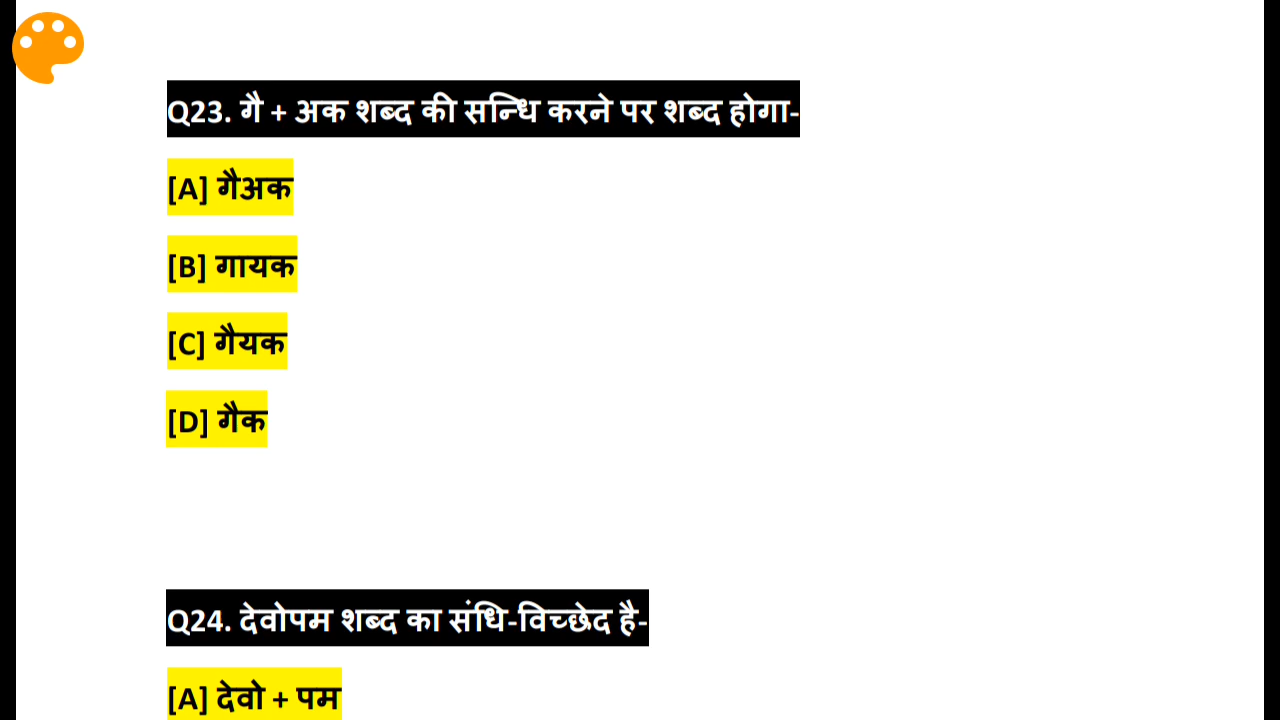 Q23. गै + अक शब्द की सन्धि करने पर शब्द होगा-
[A] गैअक
[B] गायक
[C] गैयक
[D] गैक
Q24. देवोपम शब्द का संधि-विच्छेद है-
[A] देवो + पम